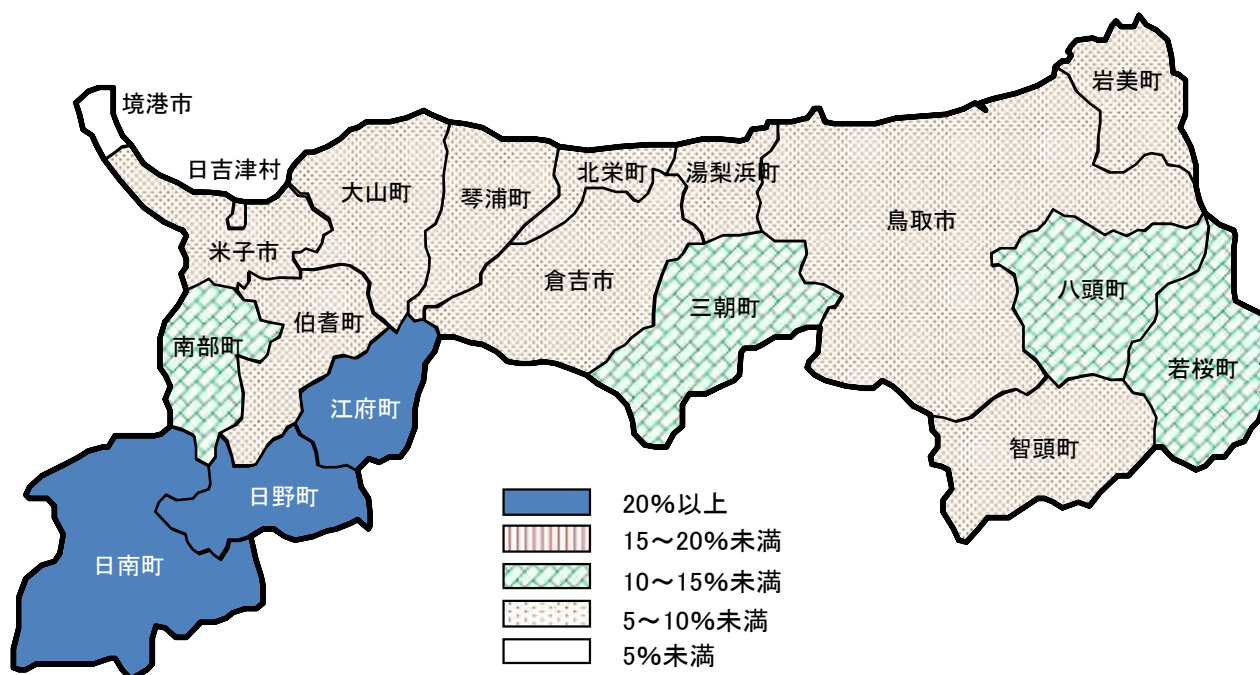 岩美町
境港市
日吉津村
大山町
琴浦町
北栄町
湯梨浜町
鳥取市
米子市
倉吉市
三朝町
八頭町
伯耆町
南部町
若桜町
江府町
智頭町
日野町
日南町
20%以上
15～20%未満
10～15%未満
5～10%未満
5%未満